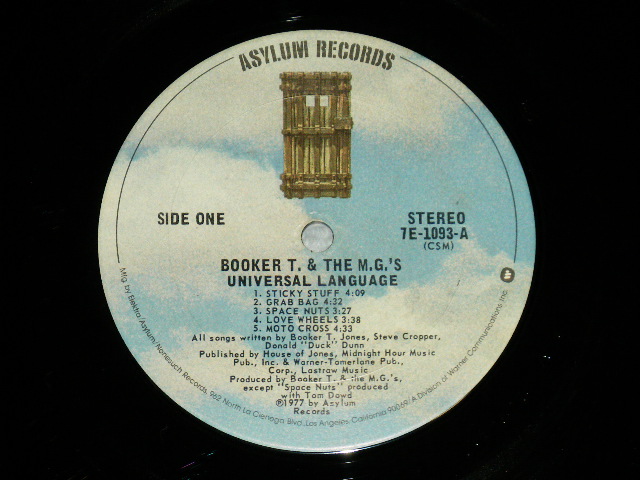 ASYLUM RECORDS
SIDE ONE
STEREO
7E-1093-A
(CSM)
BOOKER T. & THE M.G.'S
UNIVERSAL LANGUAGE
1. STICKY STUFF 4:09
2. GRAB BAG 4:32
3. SPACE NUTS 3:27
4. LOVE WHEELS 3:38
5. MOTO CROSS 4:33
All songs written by Booker T. Jones, Steve Cropper,
Donald "Duck" Dunn
Published by House of Jones, Midnight Hour Music
Pub., Inc. & Warner-Tamerlane Pub.,
Corp., Lastraw Music
Produced by Booker T. & the M.G.'s,
except "Space Nuts" produced
with Tom Dowd
℗1977 by Asylum
Records
Mfg. by Elektra/Asylum/Nonesuch Records, 962 North La Cienega Blvd., Los Angeles, California 90069/A Division of Warner Communications Inc.